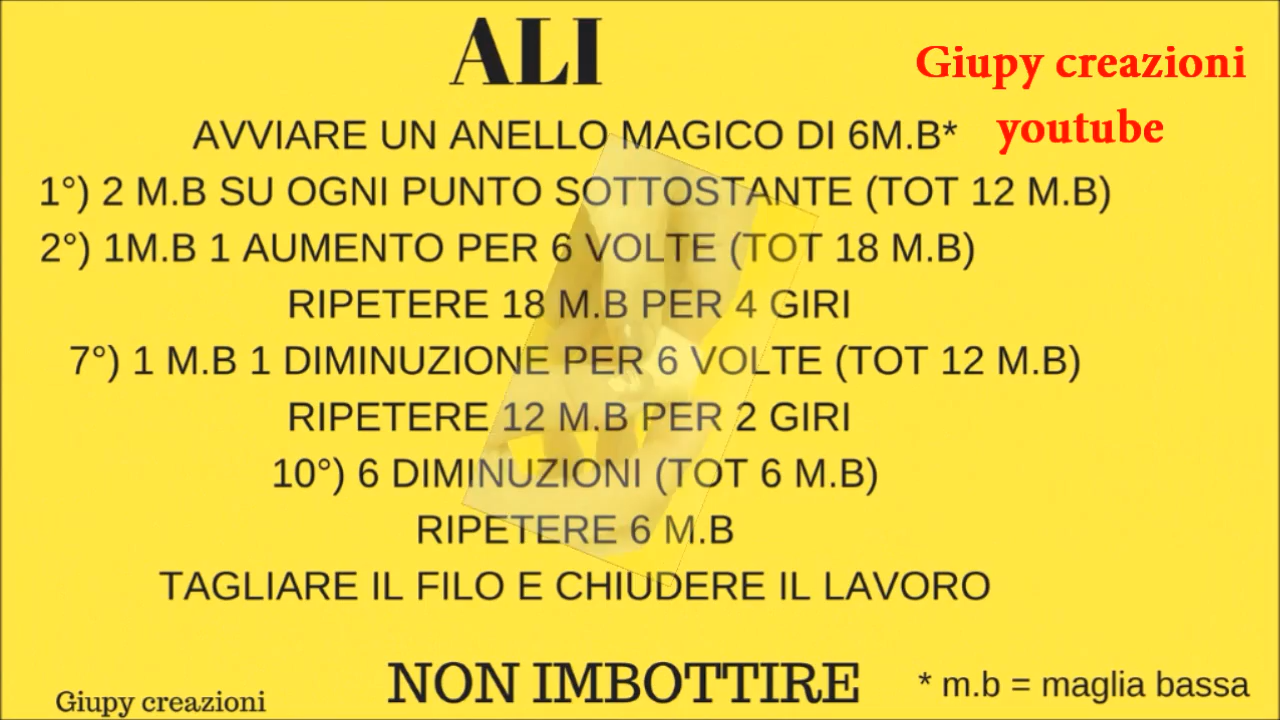 ALI
Giupy creazioni
youtube
AVVIARE UN ANELLO MAGICO DI 6M.B*
1°) 2 M.B SU OGNI PUNTO SOTTOSTANTE (TOT 12 M.B)
2°) 1M.B 1 AUMENTO PER 6 VOLTE (TOT 18 M.B)
RIPETERE 18 M.B PER 4 GIRI
7°) 1 M.B 1 DIMINUZIONE PER 6 VOLTE (TOT 12 M.B)
RIPETERE 12 M.B PER 2 GIRI
10°) 6 DIMINUZIONI (TOT 6 M.B)
RIPETERE 6 M.B
TAGLIARE IL FILO E CHIUDERE IL LAVORO
NON IMBOTTIRE
* m.b = maglia bassa
Giupy creazioni